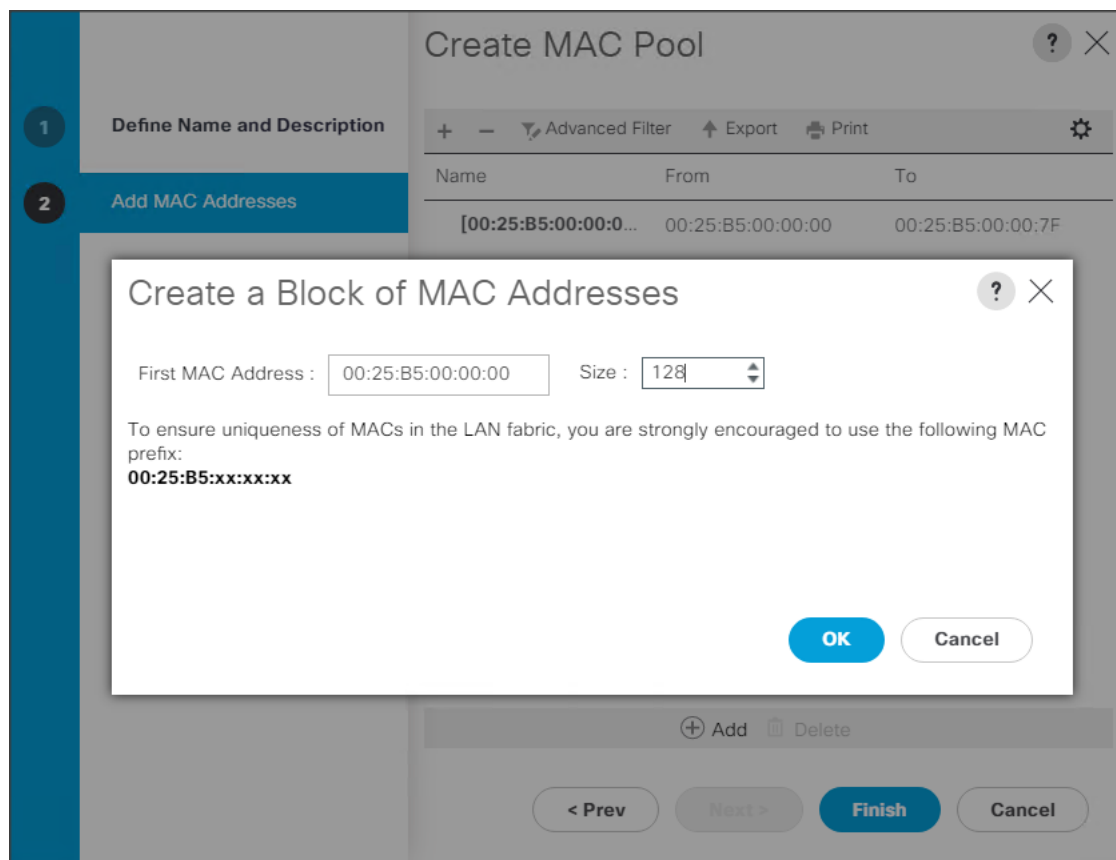 Create MAC Pool
?
1
Define Name and Description
+ − Advanced Filter Export Print
Name From To
2
Add MAC Addresses
[00:25:B5:00:00:0... 00:25:B5:00:00:00 00:25:B5:00:00:7F
Create a Block of MAC Addresses
?
First MAC Address : 00:25:B5:00:00:00 Size : 128
To ensure uniqueness of MACs in the LAN fabric, you are strongly encouraged to use the following MAC
prefix:
00:25:B5:xx:xx:xx
OK Cancel
Add Delete
< Prev Next > Finish Cancel